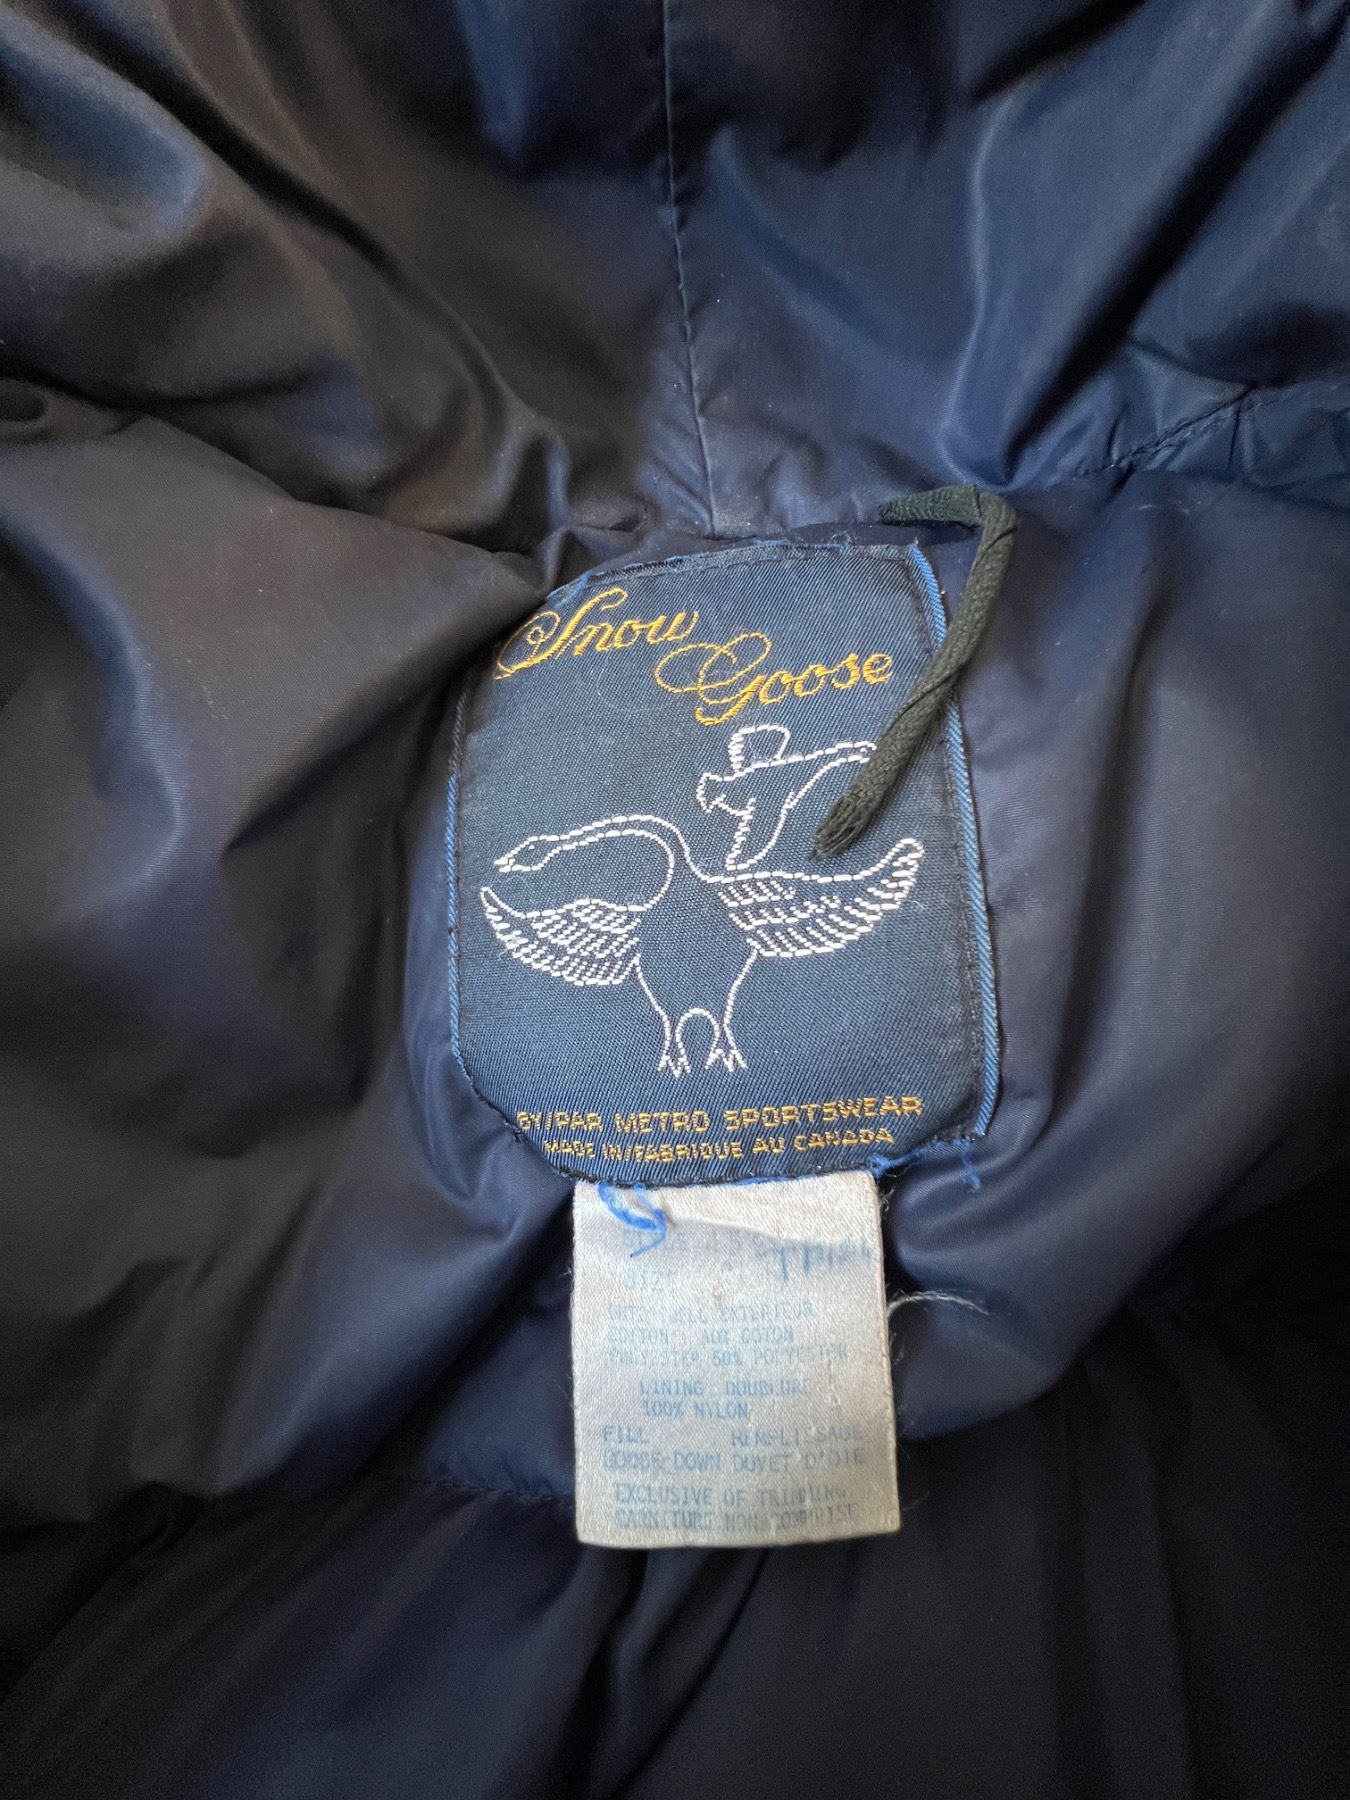 Snow
Goose
BY/PAR METRO SPORTSWEAR
MADE IN/FABRIQUE AU CANADA
STYLE
SIZE
SHELL EXTERIEUR
COTTON COTON
POLYESTER 50% POLYESTER
LINING DOUBLURE
100% NYLON
FILL REMPLISSAGE
GOOSE DOWN DUVET D'OIE
EXCLUSIVE OF TRIMMING
GARNITURE NON COMPRISE